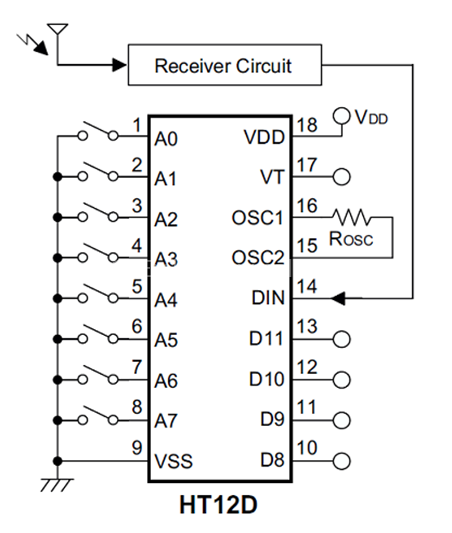 Receiver Circuit
1 A0 VDD 18 VDD
2 A1 VT 17
3 A2 OSC1 16 ROSC
4 A3 OSC2 15
5 A4 DIN 14
6 A5 D11 13
7 A6 D10 12
8 A7 D9 11
9 VSS D8 10
HT12D